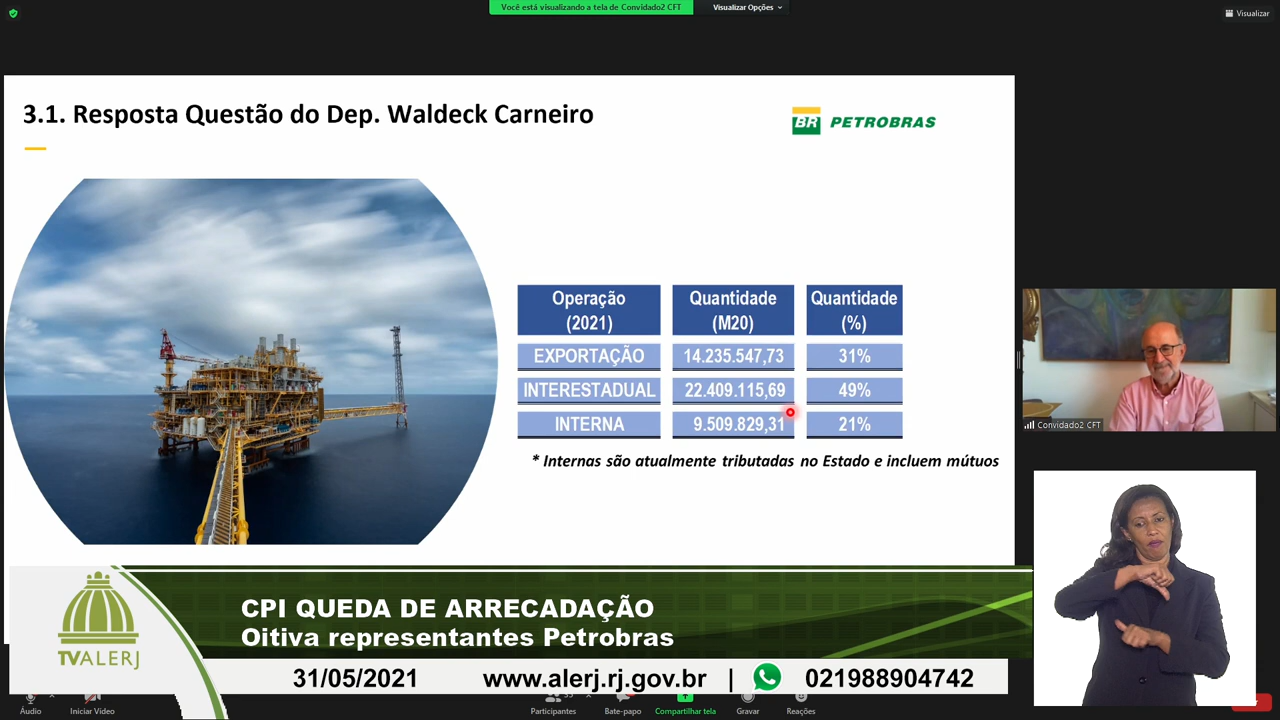 Você está visualizando a tela de Convidado2 CFT
Visualizar Opções
Visualizar
3.1. Resposta Questão do Dep. Waldeck Carneiro
BR PETROBRAS
Operação (2021) Quantidade (M20) Quantidade (%)
EXPORTAÇÃO 14.235.547,73 31%
INTERESTADUAL 22.409.115,69 49%
INTERNA 9.509.829,31 21%
* Internas são atualmente tributadas no Estado e incluem mútuos
Convidado2 CFT
CPI QUEDA DE ARRECADAÇÃO
Oitiva representantes Petrobras
TVALERJ
31/05/2021 www.alerj.rj.gov.br | 021988904742
Áudio Iniciar Vídeo Participantes Bate-papo Compartilhar tela Gravar Reações